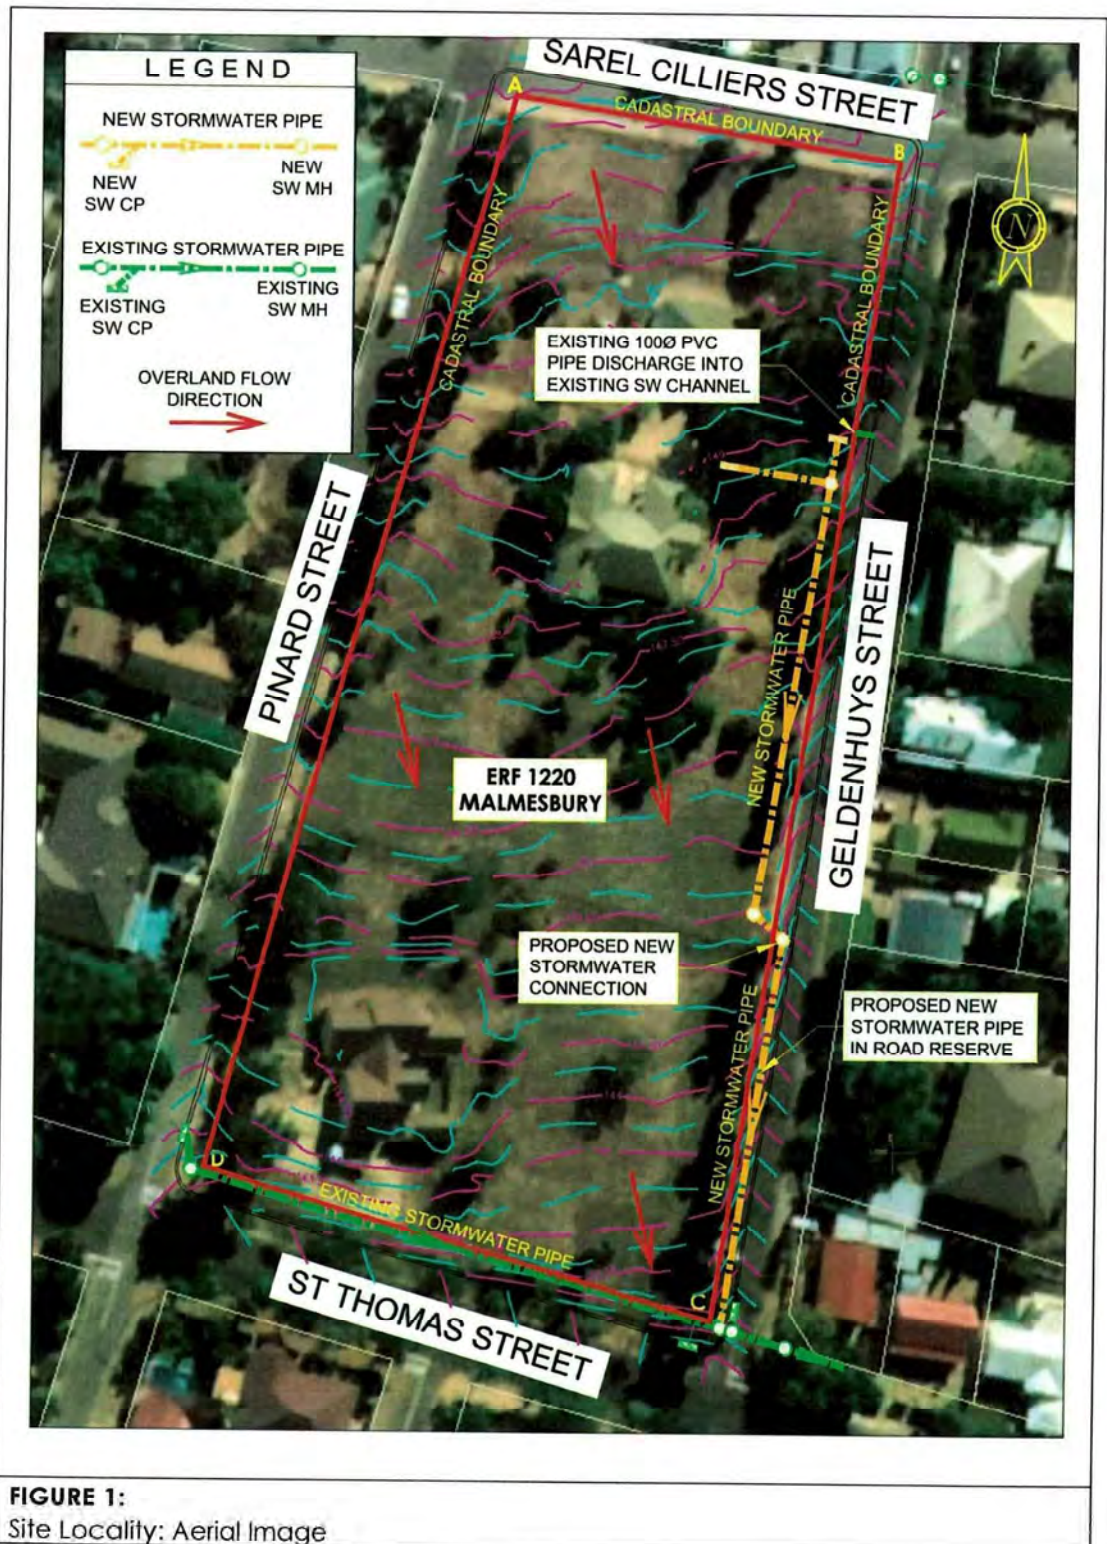 SAREL CILLIERS STREET
LEGEND
NEW STORMWATER PIPE
NEW
SW CP
NEW
SW MH
EXISTING STORMWATER PIPE
EXISTING
SW CP
EXISTING
SW MH
OVERLAND FLOW
DIRECTION
A
CADASTRAL BOUNDARY
B
N
CADASTRAL BOUNDARY
CADASTRAL BOUNDARY
EXISTING 100Ø PVC
PIPE DISCHARGE INTO
EXISTING SW CHANNEL
PINARD STREET
GELDENHUYS STREET
NEW STORMWATER PIPE
ERF 1220
MALMESBURY
PROPOSED NEW
STORMWATER
CONNECTION
PROPOSED NEW
STORMWATER PIPE
IN ROAD RESERVE
NEW STORMWATER PIPE
D
EXISTING STORMWATER PIPE
C
ST THOMAS STREET
FIGURE 1:
Site Locality: Aerial Image